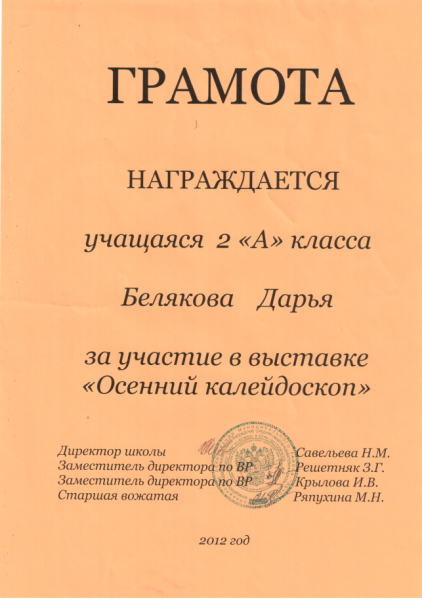 ГРАМОТА
НАГРАЖДАЕТСЯ
учащаяся 2 «А» класса
Белякова Дарья
за участие в выставке
«Осенний калейдоскоп»
Директор школы Савельева Н.М.
Заместитель директора по ВР Решетняк З.Г.
Заместитель директора по ВР Крылова И.В.
Старшая вожатая Ряпухина М.Н.
2012 год